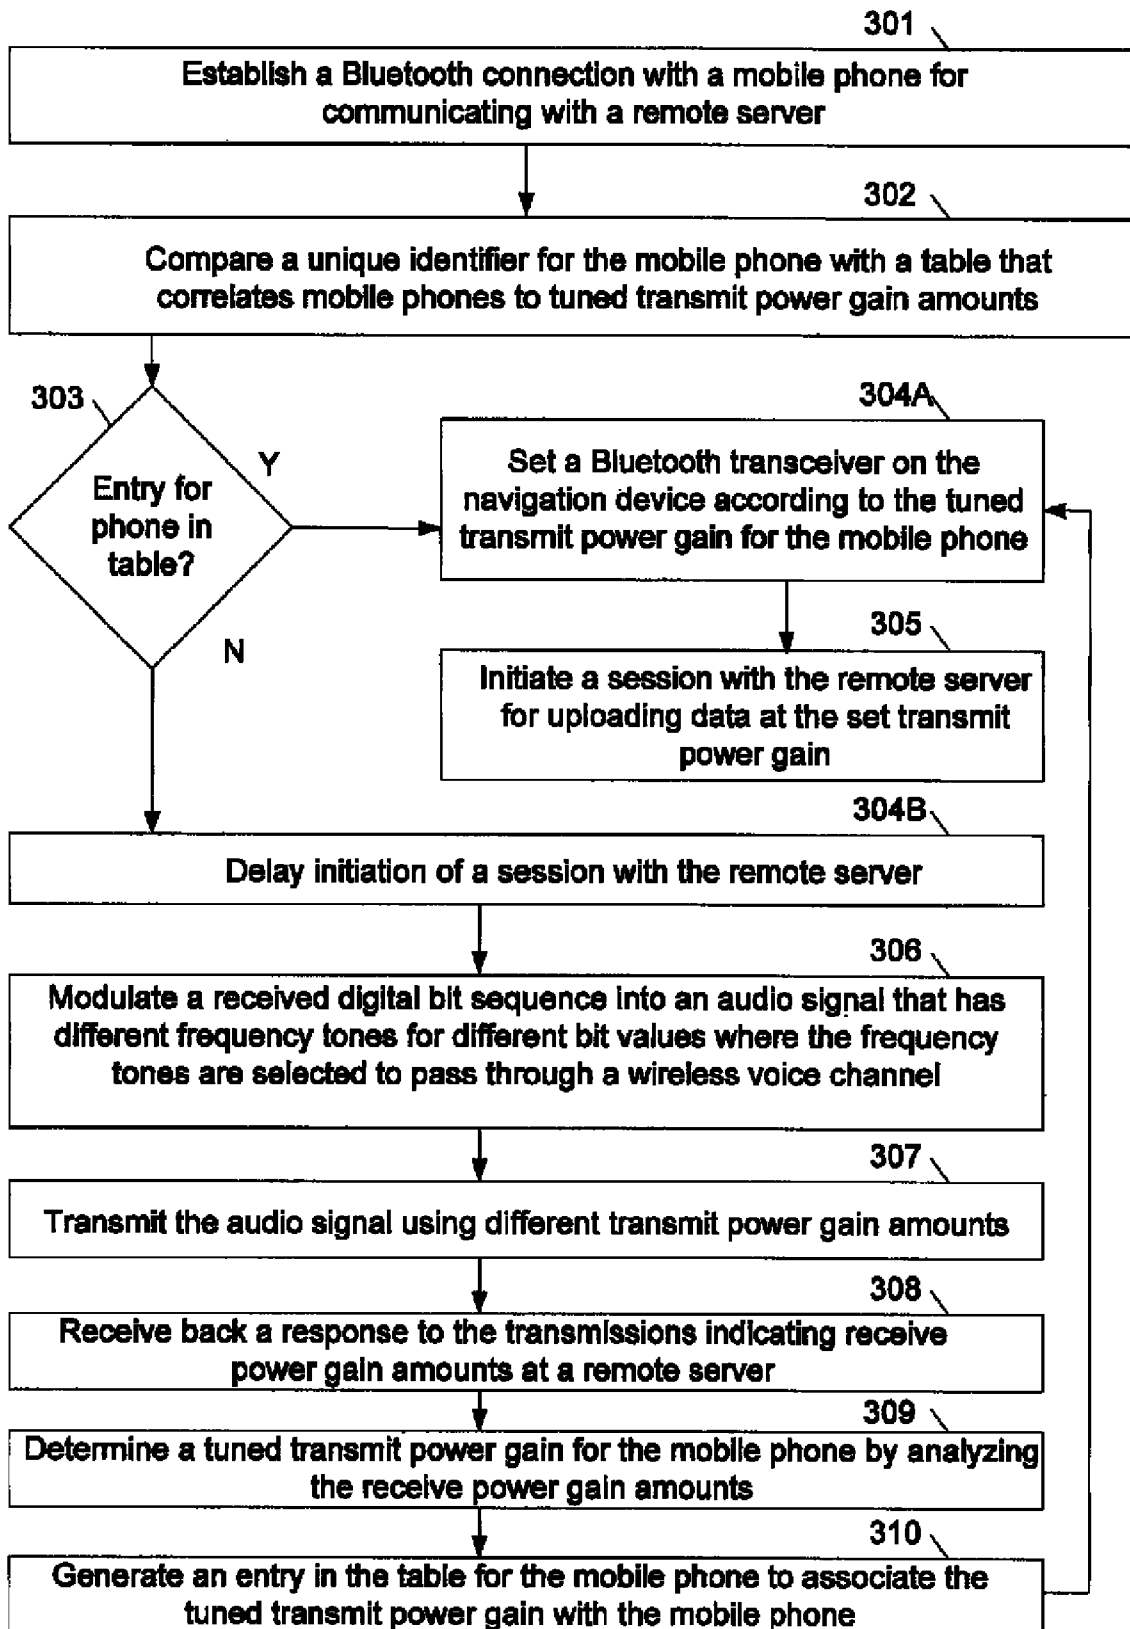 301
Establish a Bluetooth connection with a mobile phone for
communicating with a remote server
302
Compare a unique identifier for the mobile phone with a table that
correlates mobile phones to tuned transmit power gain amounts
303
Entry for
phone in
table?
Y
N
304A
Set a Bluetooth transceiver on the
navigation device according to the tuned
transmit power gain for the mobile phone
305
Initiate a session with the remote server
for uploading data at the set transmit
power gain
304B
Delay initiation of a session with the remote server
306
Modulate a received digital bit sequence into an audio signal that has
different frequency tones for different bit values where the frequency
tones are selected to pass through a wireless voice channel
307
Transmit the audio signal using different transmit power gain amounts
308
Receive back a response to the transmissions indicating receive
power gain amounts at a remote server
309
Determine a tuned transmit power gain for the mobile phone by analyzing
the receive power gain amounts
310
Generate an entry in the table for the mobile phone to associate the
tuned transmit power gain with the mobile phone